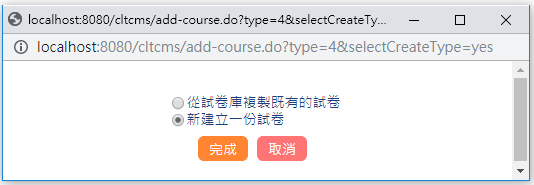 localhost:8080/cltcms/add-course.do?type=4&selectCreateTy...
localhost:8080/cltcms/add-course.do?type=4&selectCreateType=yes
從試卷庫複製既有的試卷
新建立一份試卷
完成 取消